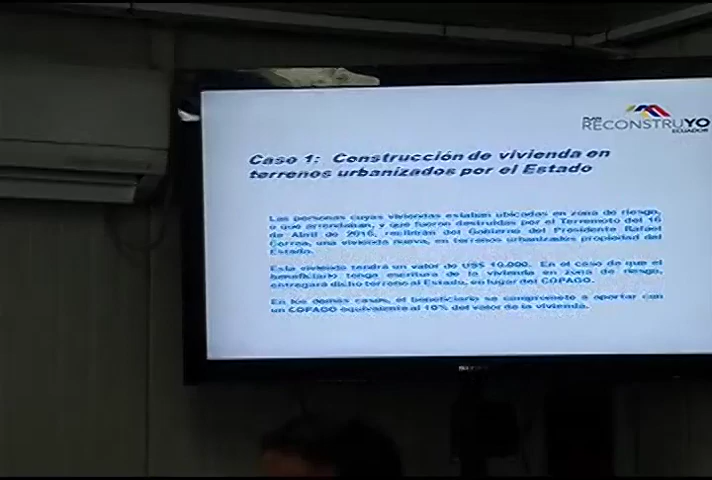 PLAN
RECONSTRUYO
ECUADOR
Caso 1: Construcción de vivienda en
terrenos urbanizados por el Estado
Las personas cuyas viviendas estaban ubicadas en zona de riesgo,
o que arrendaban, y que fueron destruidas por el Terremoto del 16
de Abril de 2016, recibirán del Gobierno del Presidente Rafael
Correa, una vivienda nueva, en terrenos urbanizados propiedad del
Estado.
Esta vivienda tendrá un valor de US$ 10.000. En el caso de que el
beneficiario tenga escritura de la vivienda en zona de riesgo,
entregará dicho terreno al Estado, en lugar del COPAGO.
En los demás casos, el beneficiario se compromete a aportar con
un COPAGO equivalente al 10% del valor de la vivienda.
SONY